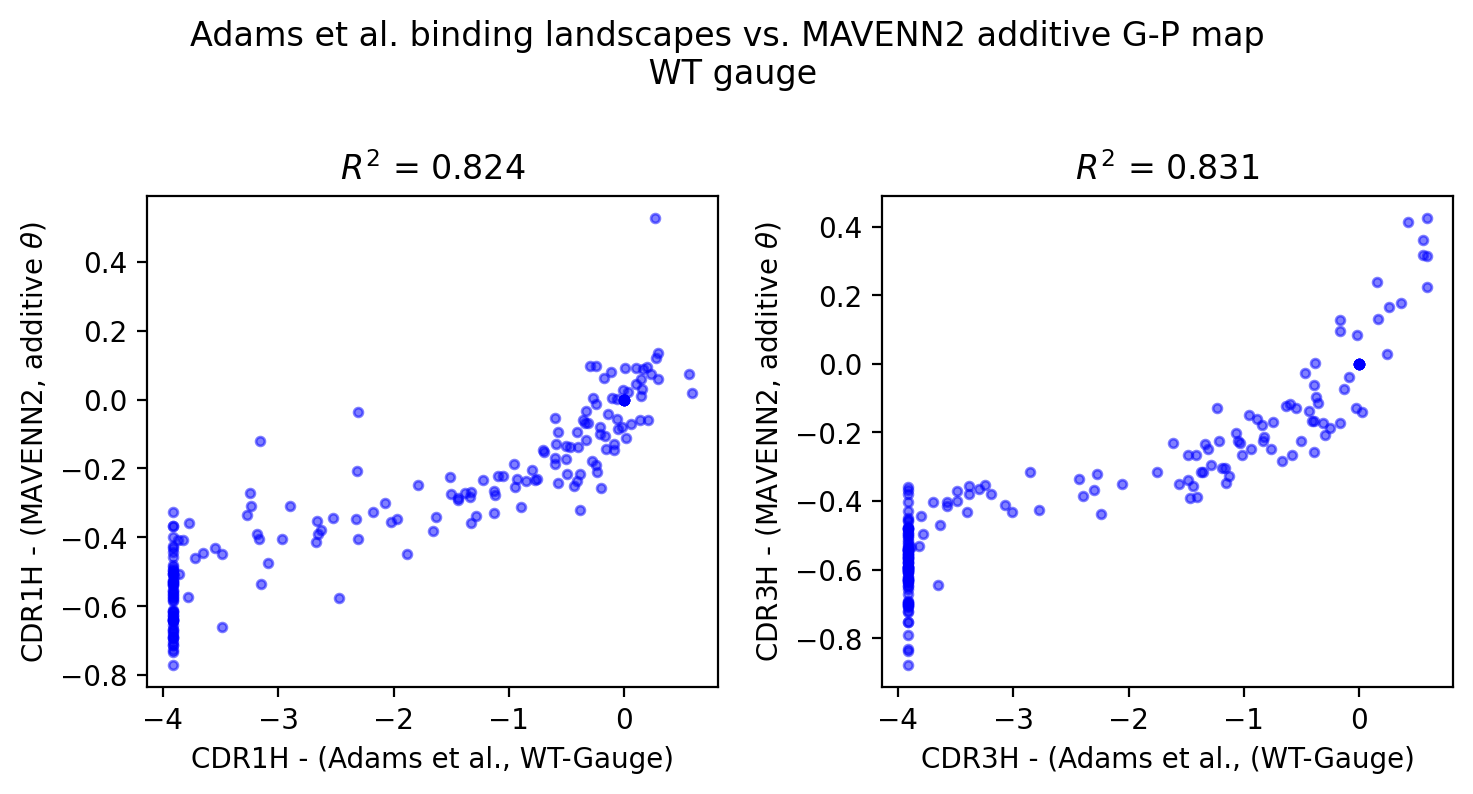 Adams et al. binding landscapes vs. MAVENN2 additive G-P map
WT gauge
R² = 0.824
CDR1H - (MAVENN2, additive θ)
0.4
0.2
0.0
−0.2
−0.4
−0.6
−0.8
−4 −3 −2 −1 0
CDR1H - (Adams et al., WT-Gauge)
R² = 0.831
CDR3H - (MAVENN2, additive θ)
0.4
0.2
0.0
−0.2
−0.4
−0.6
−0.8
−4 −3 −2 −1 0
CDR3H - (Adams et al., (WT-Gauge)